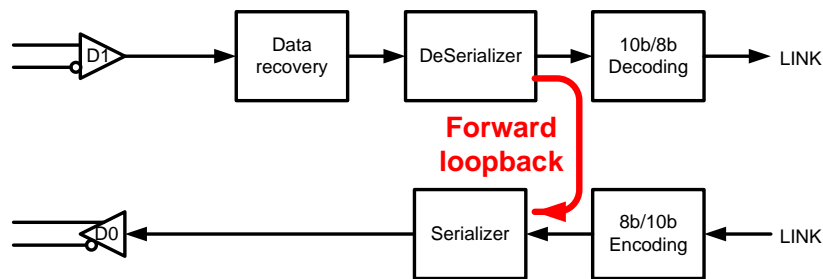 D1
Data
recovery
DeSerializer
10b/8b
Decoding
LINK
Forward
loopback
D0
Serializer
8b/10b
Encoding
LINK